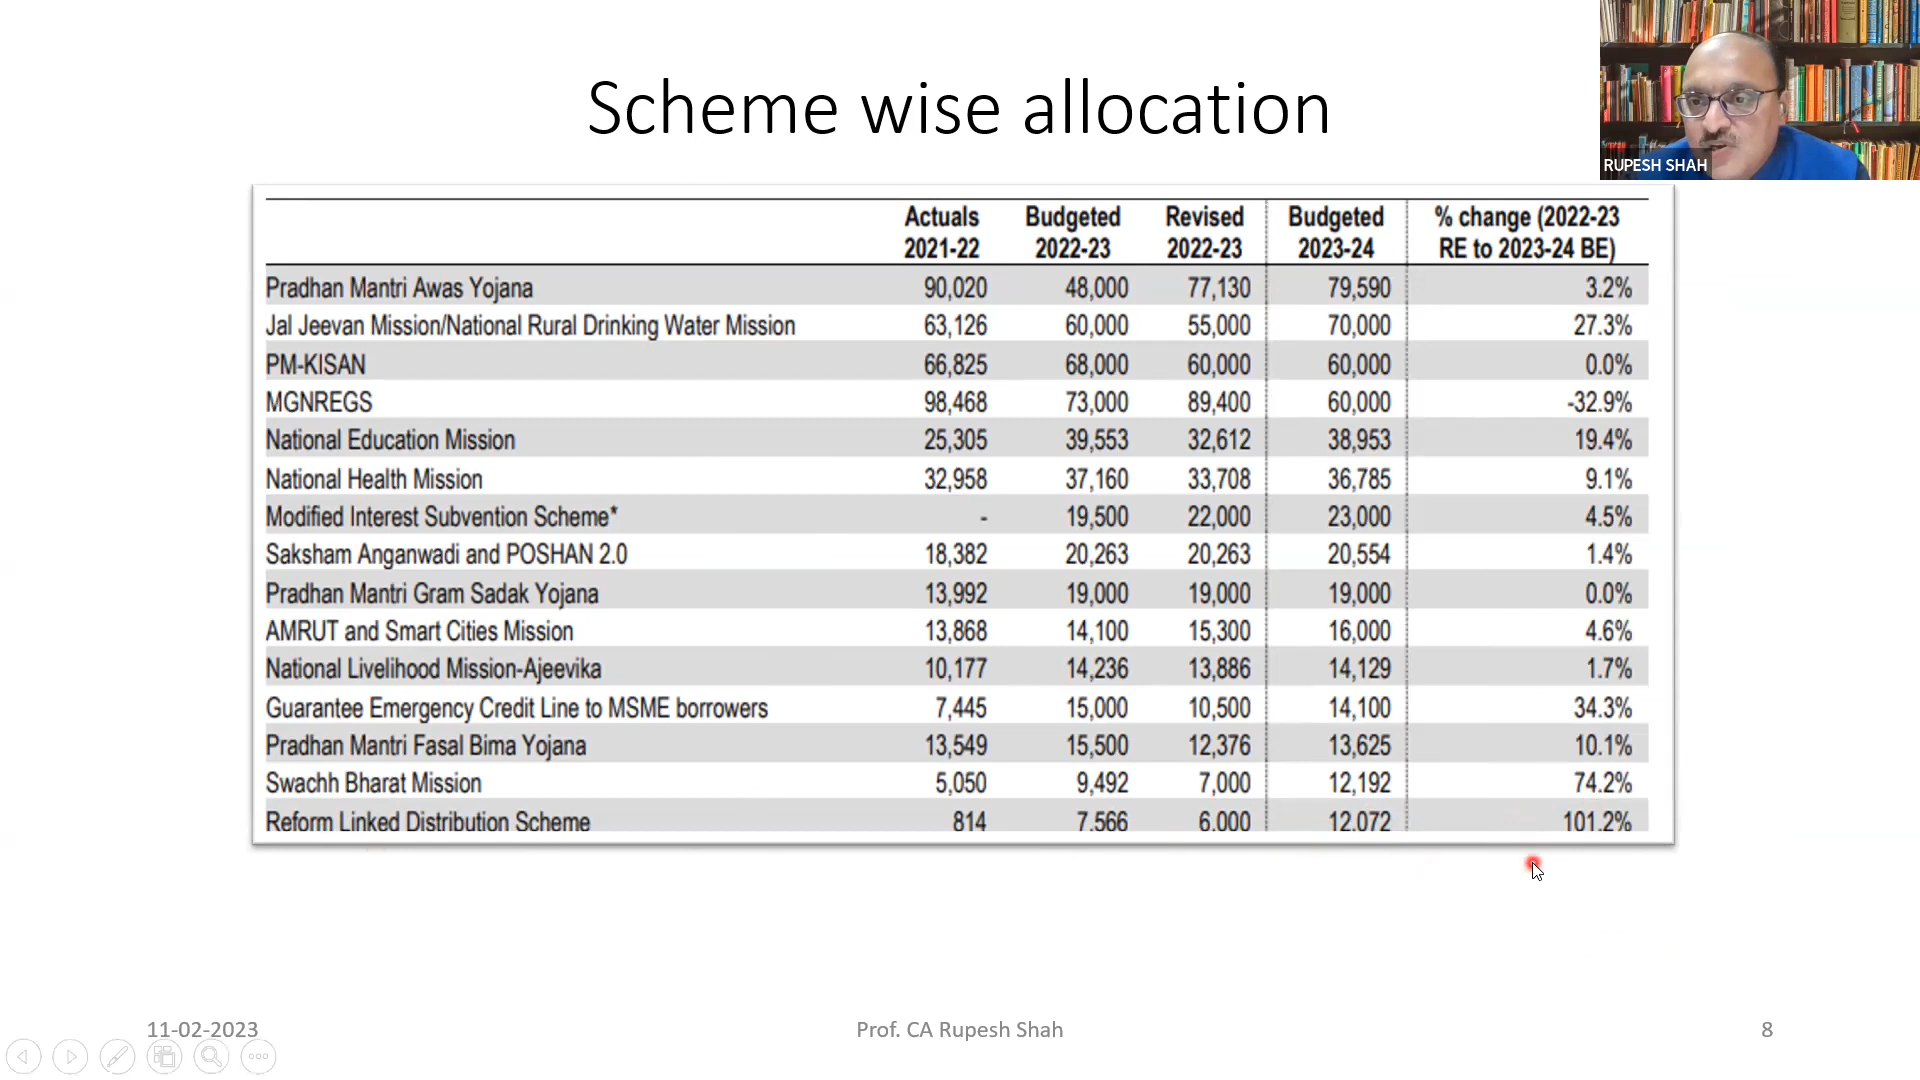 Scheme wise allocation
RUPESH SHAH
Actuals Budgeted Revised Budgeted % change (2022-23
2021-22 2022-23 2022-23 2023-24 RE to 2023-24 BE)
Pradhan Mantri Awas Yojana 90,020 48,000 77,130 79,590 3.2%
Jal Jeevan Mission/National Rural Drinking Water Mission 63,126 60,000 55,000 70,000 27.3%
PM-KISAN 66,825 68,000 60,000 60,000 0.0%
MGNREGS 98,468 73,000 89,400 60,000 -32.9%
National Education Mission 25,305 39,553 32,612 38,953 19.4%
National Health Mission 32,958 37,160 33,708 36,785 9.1%
Modified Interest Subvention Scheme* - 19,500 22,000 23,000 4.5%
Saksham Anganwadi and POSHAN 2.0 18,382 20,263 20,263 20,554 1.4%
Pradhan Mantri Gram Sadak Yojana 13,992 19,000 19,000 19,000 0.0%
AMRUT and Smart Cities Mission 13,868 14,100 15,300 16,000 4.6%
National Livelihood Mission-Ajeevika 10,177 14,236 13,886 14,129 1.7%
Guarantee Emergency Credit Line to MSME borrowers 7,445 15,000 10,500 14,100 34.3%
Pradhan Mantri Fasal Bima Yojana 13,549 15,500 12,376 13,625 10.1%
Swachh Bharat Mission 5,050 9,492 7,000 12,192 74.2%
Reform Linked Distribution Scheme 814 7,566 6,000 12,072 101.2%
11-02-2023 Prof. CA Rupesh Shah 8